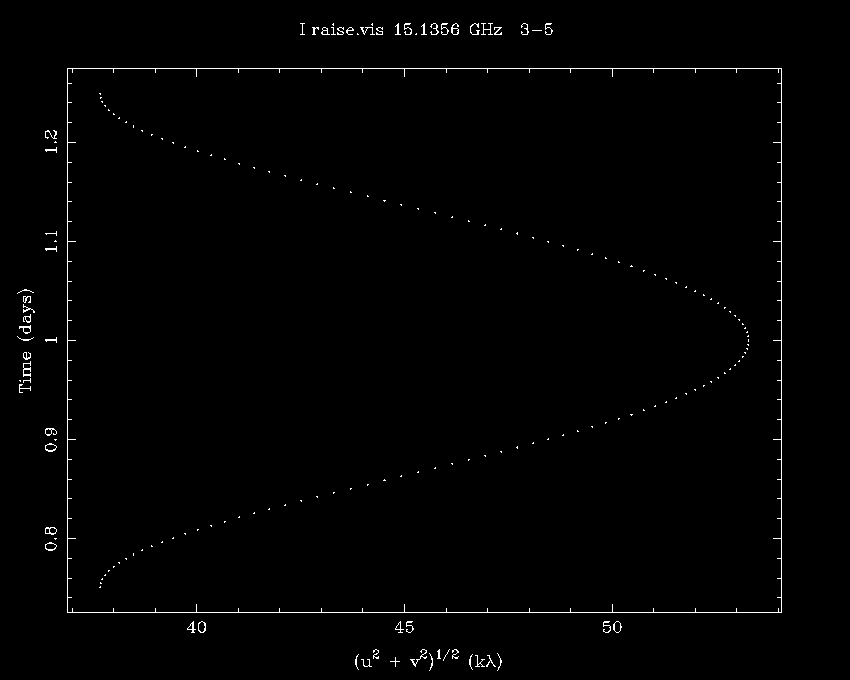 I raise.vis 15.1356 GHz 3−5
1.2
1.1
1
0.9
0.8
Time (days)
40 45 50
(u² + v²)^1/2 (kλ)